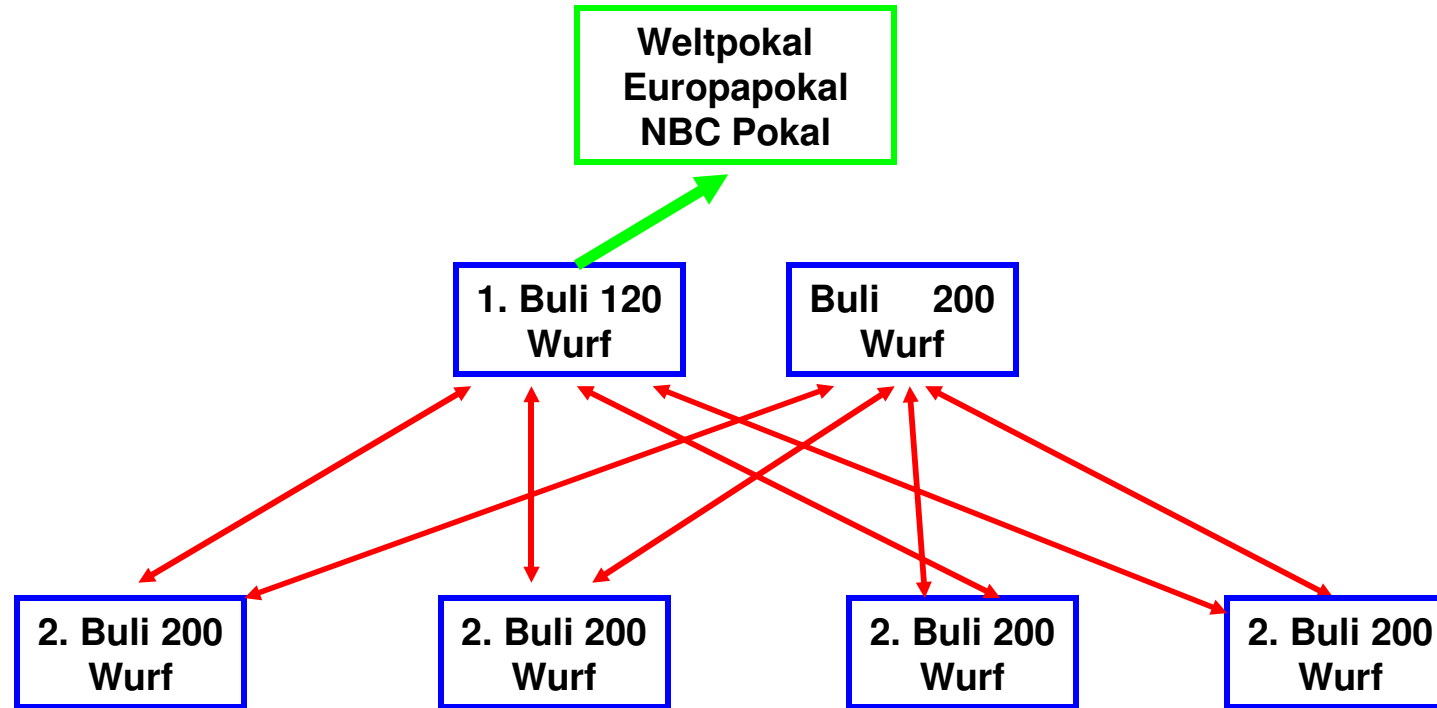 Weltpokal
Europapokal
NBC Pokal
1. Buli 120
Wurf
Buli 200
Wurf
2. Buli 200
Wurf
2. Buli 200
Wurf
2. Buli 200
Wurf
2. Buli 200
Wurf